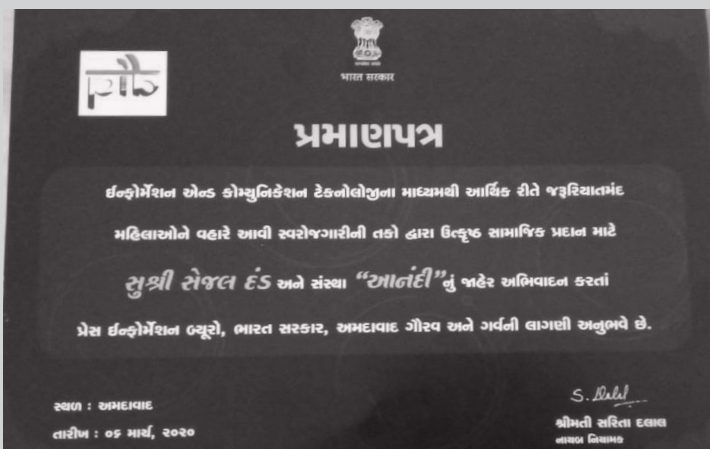 भारत सरकार
pib
પ્રમાણપત્ર
ઈન્ફોર્મેશન એન્ડ કોમ્યુનિકેશન ટેકનોલોજીના માધ્યમથી આર્થિક રીતે જરૂરિયાતમંદ
મહિલાઓને વહારે આવી સ્વરોજગારીની તકો દ્વારા ઉત્કૃષ્ઠ સામાજિક પ્રદાન માટે
સુશ્રી સેજલ દંડ અને સંસ્થા “આનંદી”નું જાહેર અભિવાદન કરતાં
પ્રેસ ઈન્ફોર્મેશન બ્યૂરો, ભારત સરકાર, અમદાવાદ ગૌરવ અને ગર્વની લાગણી અનુભવે છે.
S. Dalal
સ્થળ : અમદાવાદ
શ્રીમતી સરિતા દલાલ
તારીખ : ૦૬ માર્ચ, ૨૦૨૦
નાયબ નિયામક